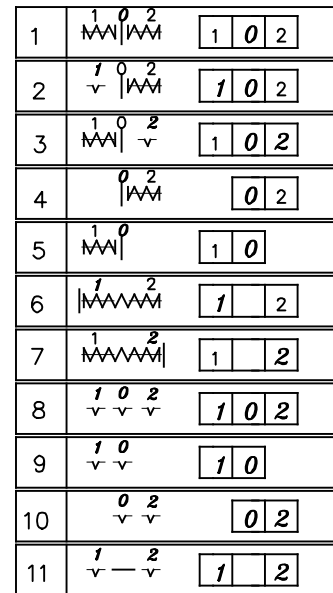 1 1 0 2 1 0 2
2 1 0 2 1 0 2
3 1 0 2 1 0 2
4 0 2 0 2
5 1 0 1 0
6 1 2 1 2
7 1 2 1 2
8 1 0 2 1 0 2
9 1 0 1 0
10 0 2 0 2
11 1 2 1 2